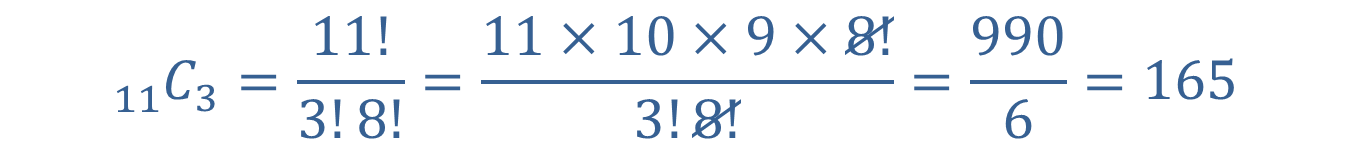 ₁₁C₃ = 11! / 3! 8! = 11 × 10 × 9 × 8! / 3! 8! = 990 / 6 = 165